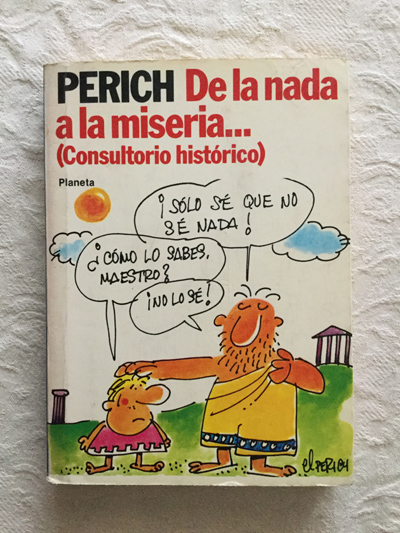 PERICH De la nada
a la miseria...
(Consultorio histórico)
Planeta
¡SÓLO SÉ QUE NO
SÉ NADA!
¿CÓMO LO SABES,
MAESTRO?
¡NO LO SÉ!
el PERICH